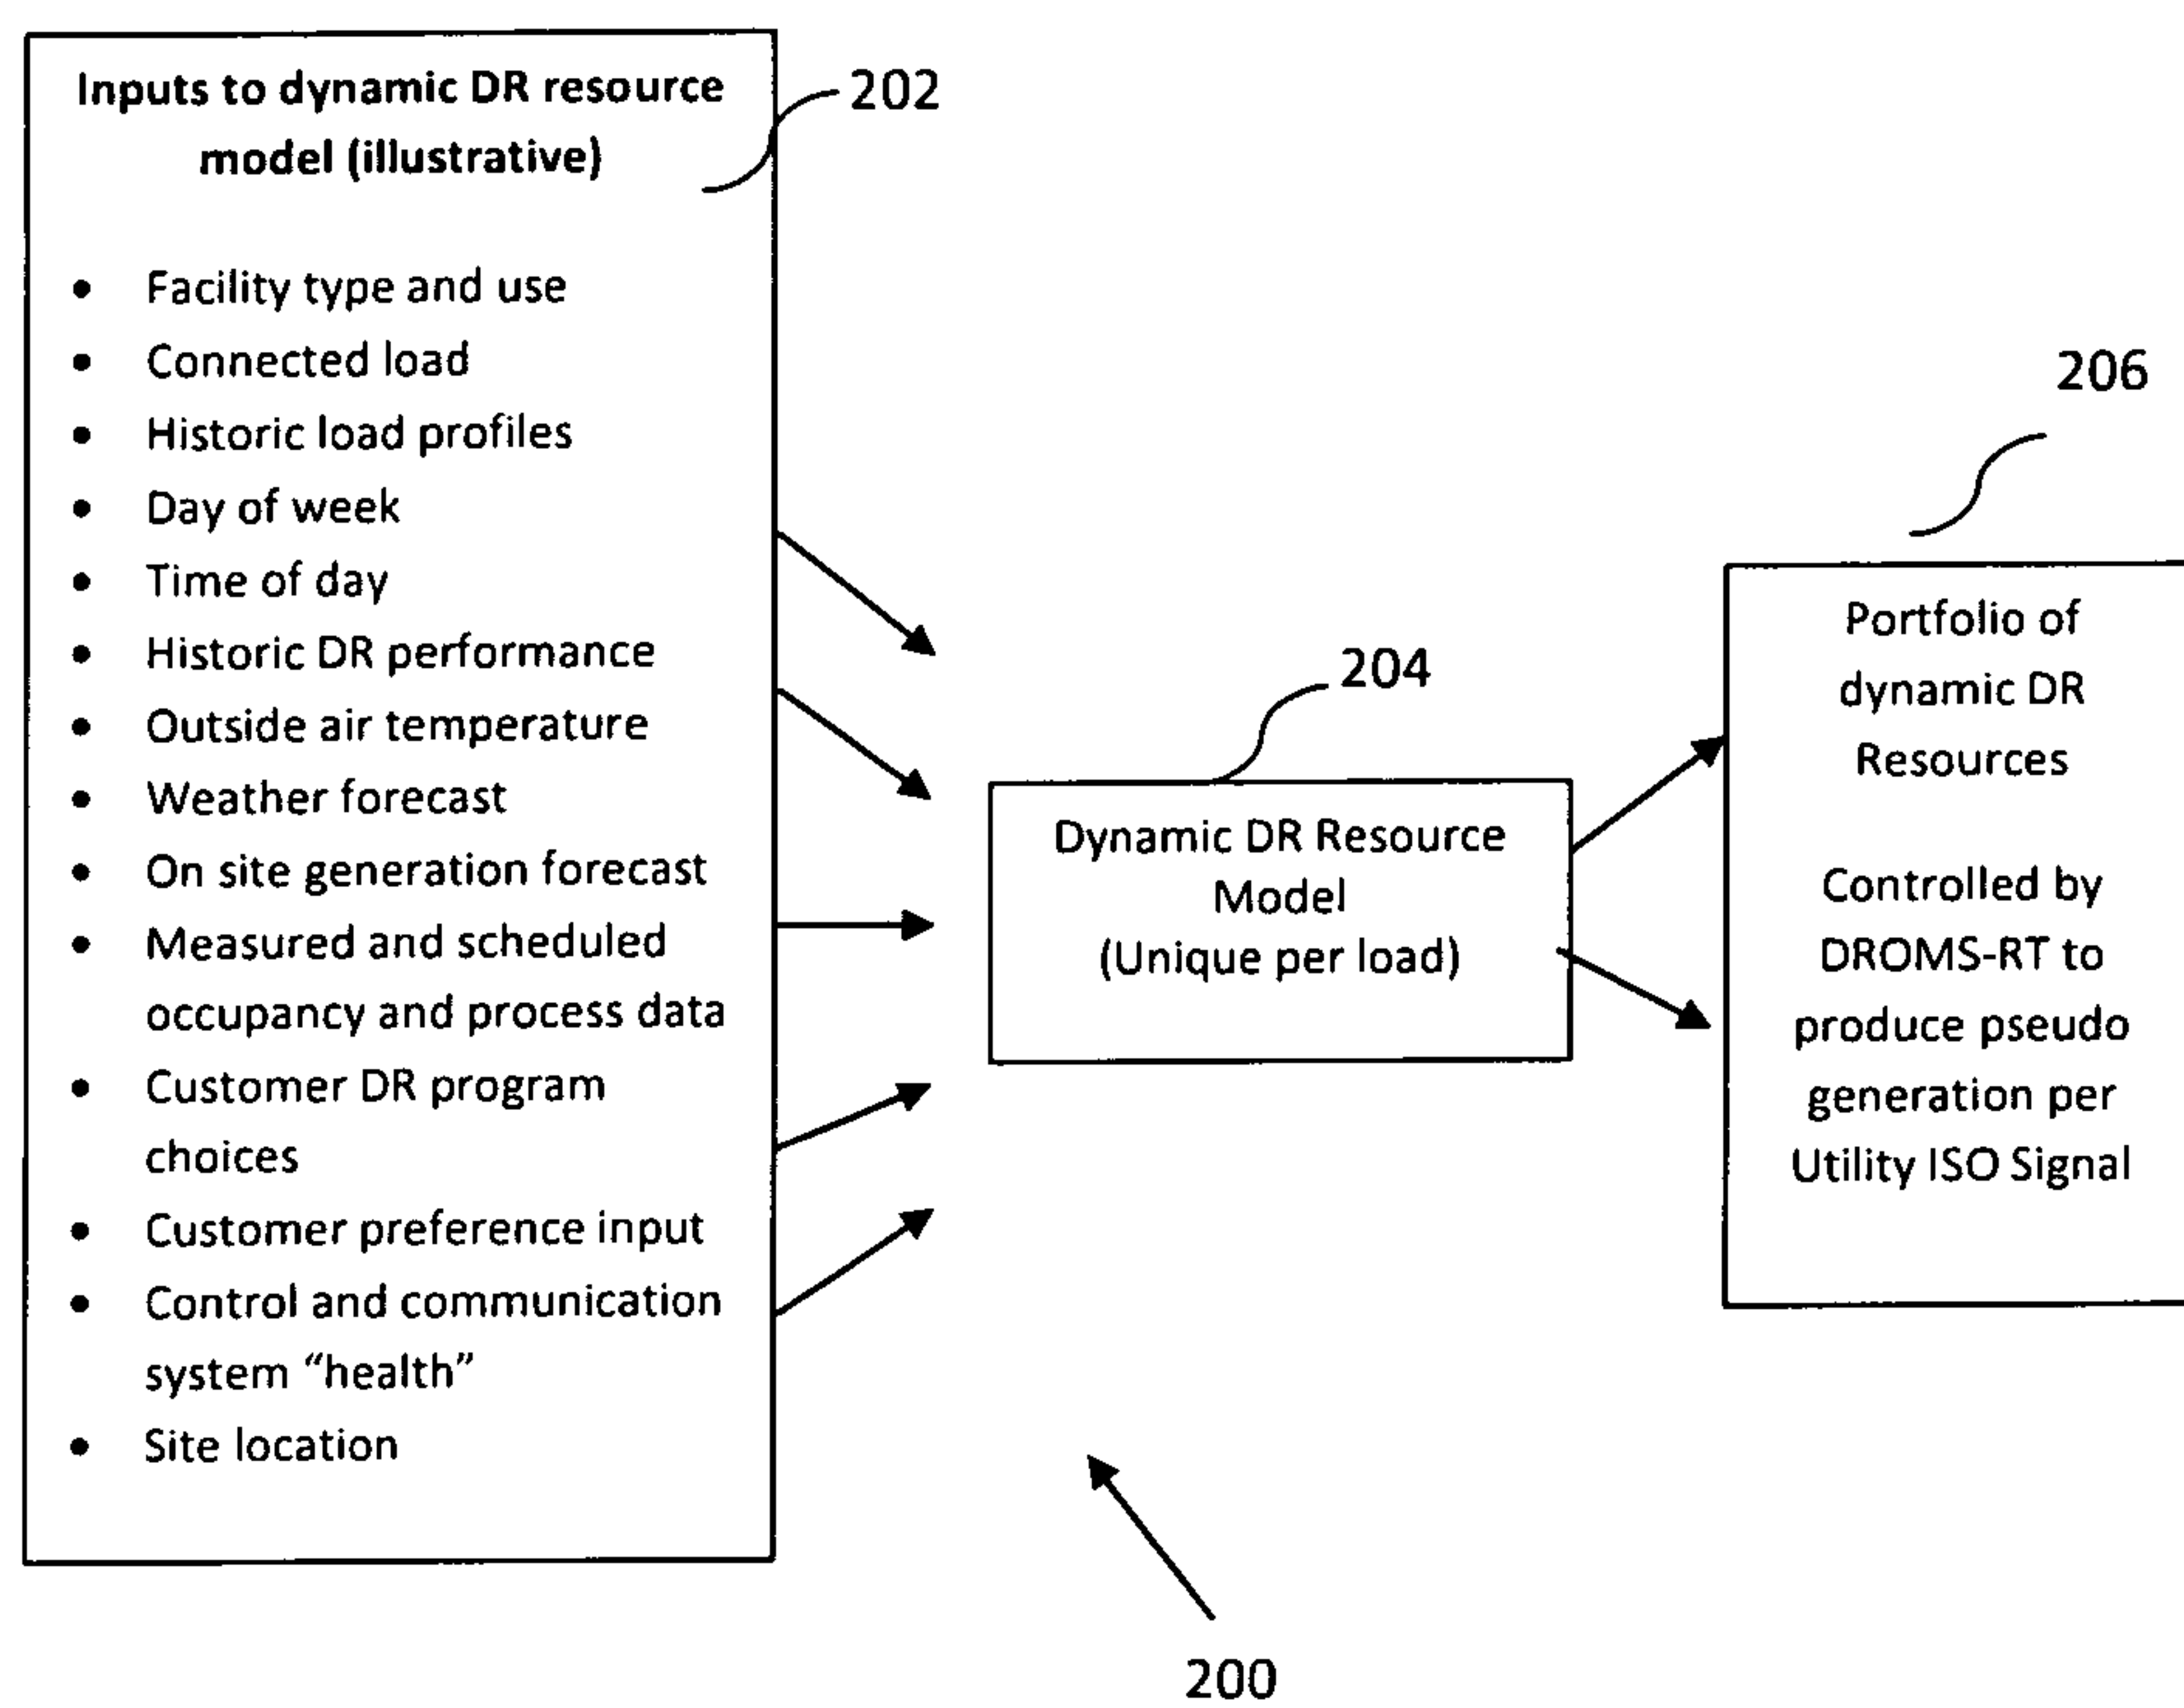 Inputs to dynamic DR resource
model (illustrative)
202
• Facility type and use
• Connected load
• Historic load profiles
• Day of week
• Time of day
• Historic DR performance
• Outside air temperature
• Weather forecast
• On site generation forecast
• Measured and scheduled
occupancy and process data
• Customer DR program
choices
• Customer preference input
• Control and communication
system “health”
• Site location
204
Dynamic DR Resource
Model
(Unique per load)
206
Portfolio of
dynamic DR
Resources
Controlled by
DROMS-RT to
produce pseudo
generation per
Utility ISO Signal
200